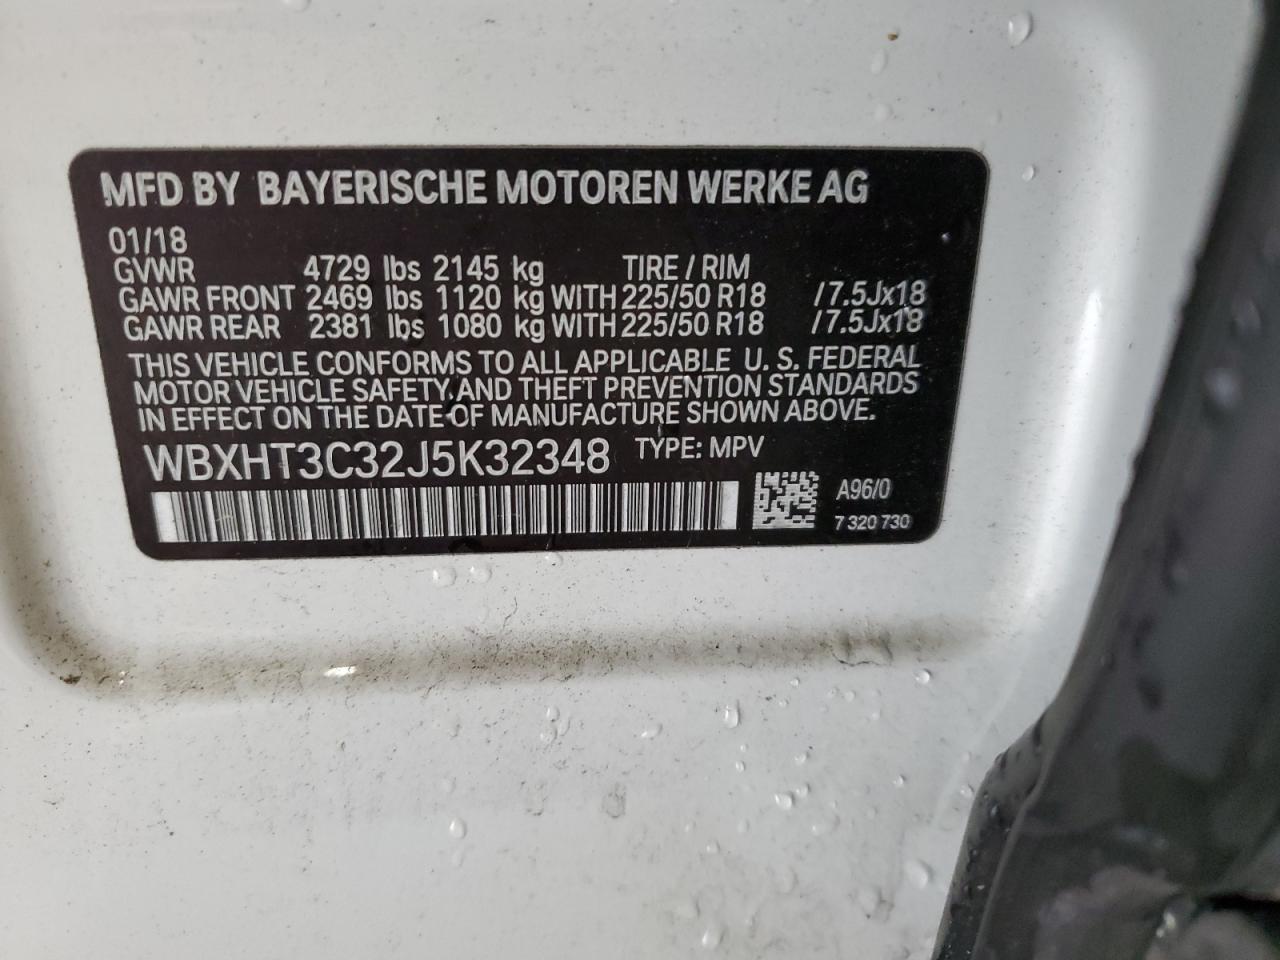 MFD BY BAYERISCHE MOTOREN WERKE AG
01/18
GVWR 4729 lbs 2145 kg TIRE / RIM
GAWR FRONT 2469 lbs 1120 kg WITH 225/50 R18 /7.5Jx18
GAWR REAR 2381 lbs 1080 kg WITH 225/50 R18 /7.5Jx18
THIS VEHICLE CONFORMS TO ALL APPLICABLE U. S. FEDERAL
MOTOR VEHICLE SAFETY AND THEFT PREVENTION STANDARDS
IN EFFECT ON THE DATE OF MANUFACTURE SHOWN ABOVE.
WBXHT3C32J5K32348 TYPE: MPV
A96/0
7 320 730